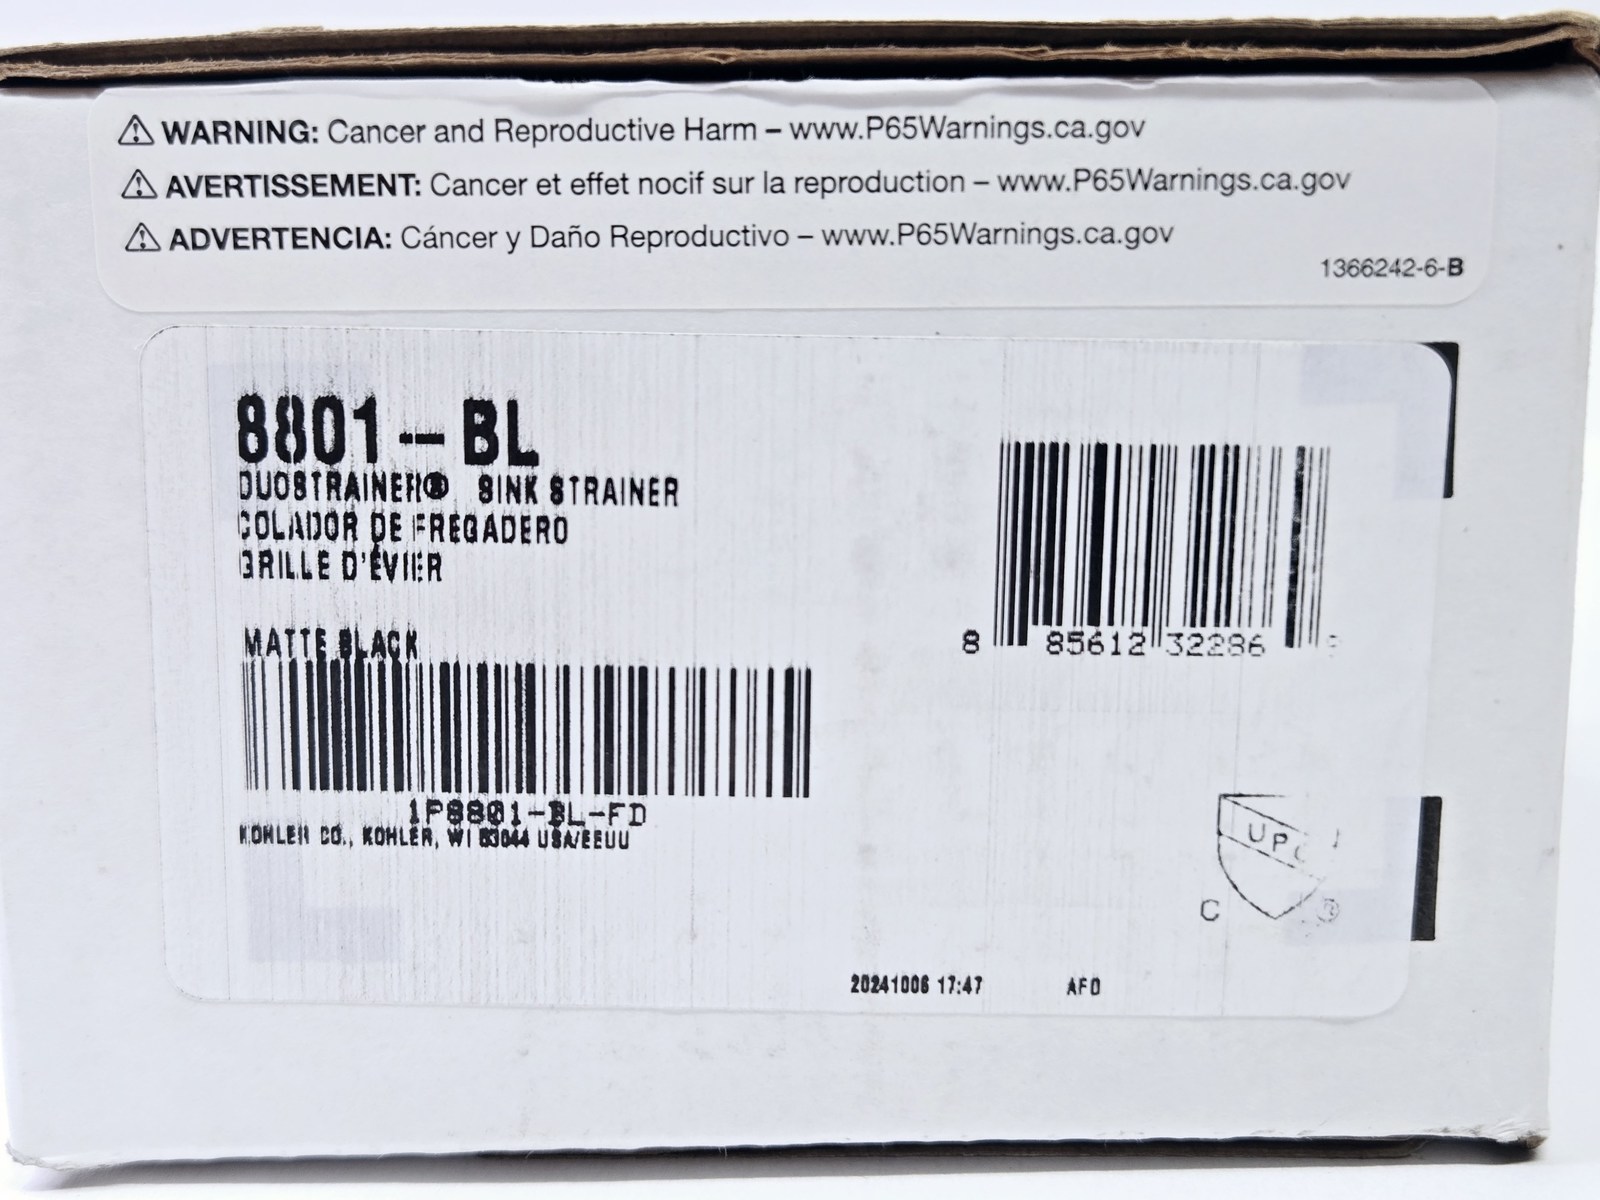 WARNING: Cancer and Reproductive Harm – www.P65Warnings.ca.gov
AVERTISSEMENT: Cancer et effet nocif sur la reproduction – www.P65Warnings.ca.gov
ADVERTENCIA: Cáncer y Daño Reproductivo – www.P65Warnings.ca.gov
1366242-6-B
8801-BL
DUOSTRAINER® SINK STRAINER
COLADOR DE FREGADERO
GRILLE D'ÉVIER
MATTE BLACK
1P8801-BL-FD
KOHLER CO., KOHLER, WI 53044 USA/EEUU
8 85612 32286
UPC
C ®
20241006 17:47 AFD